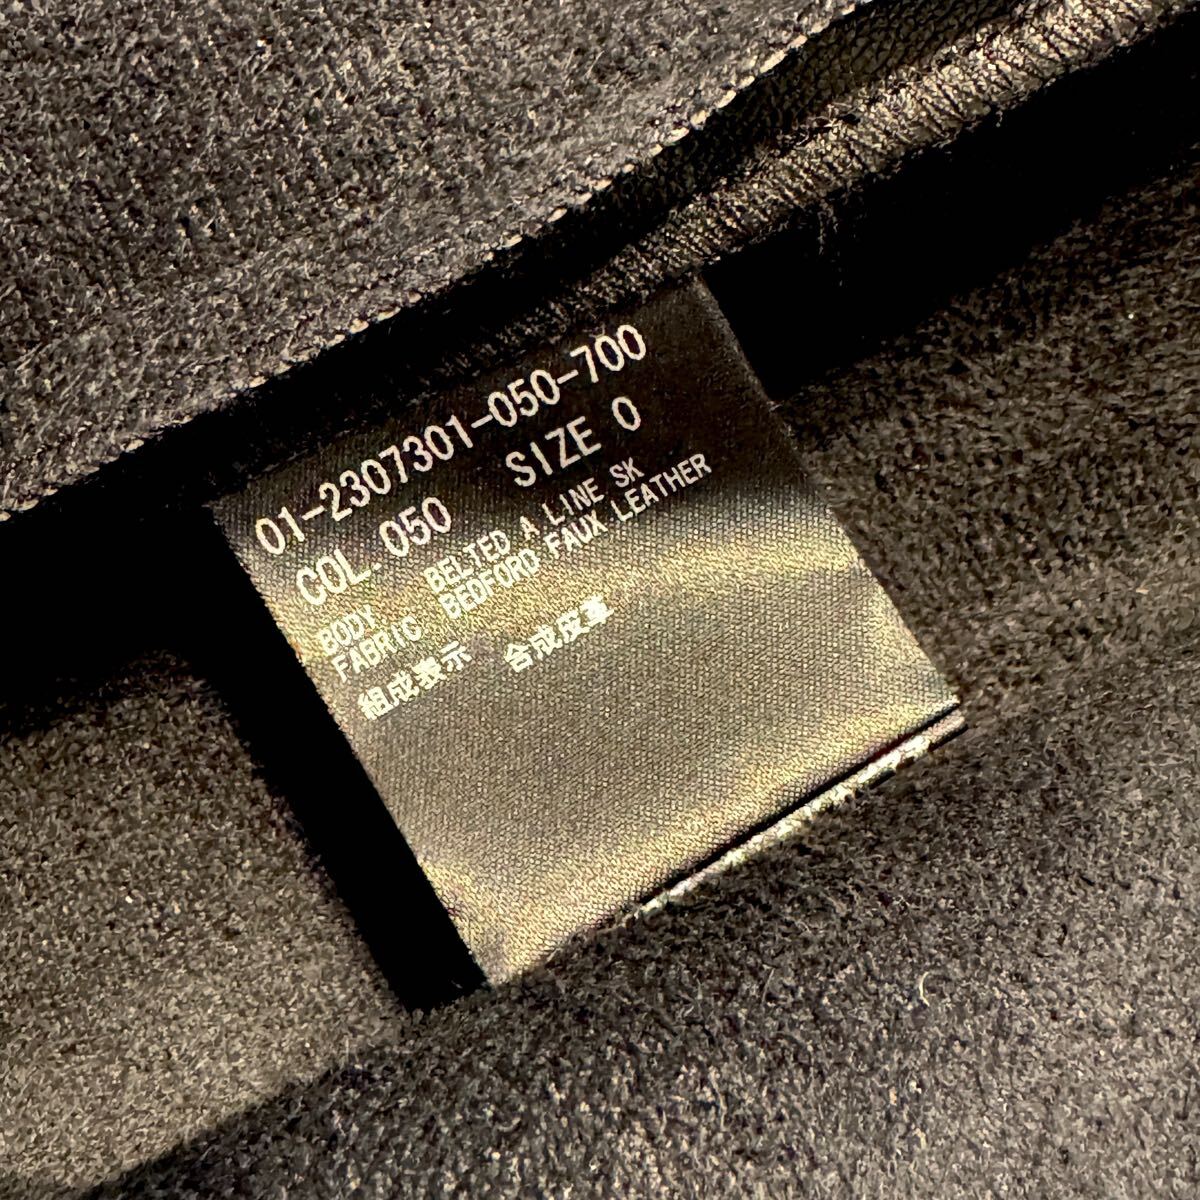 01-2307301-050-700
COL. 050 SIZE 0
BODY BELTED A LINE SK
FABRIC BEDFORD FAUX LEATHER
組成表示 合成皮革